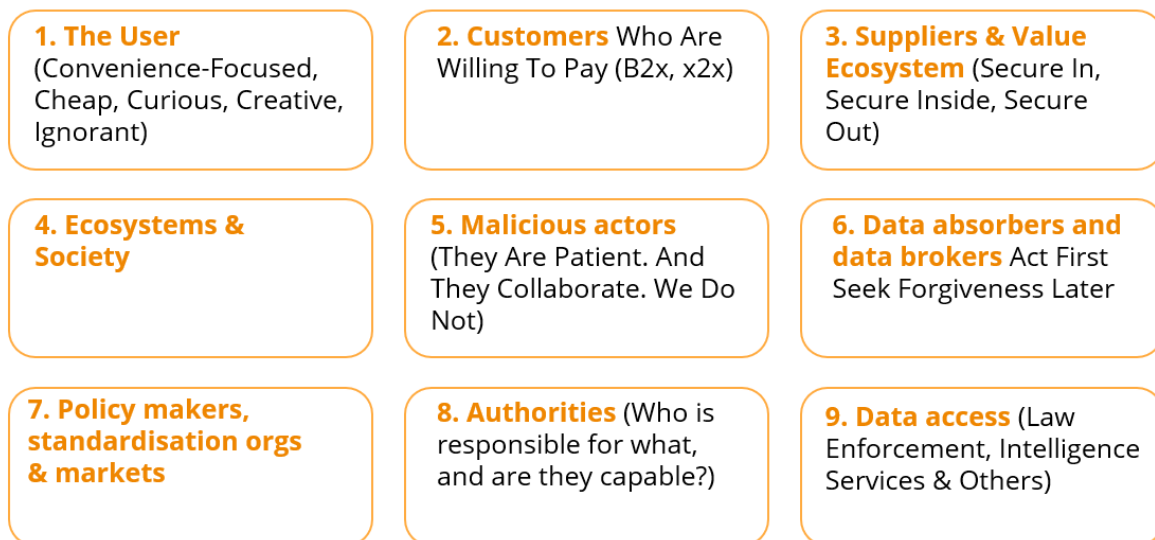 1. The User
(Convenience-Focused,
Cheap, Curious, Creative,
Ignorant)
2. Customers Who Are
Willing To Pay (B2x, x2x)
3. Suppliers & Value
Ecosystem (Secure In,
Secure Inside, Secure
Out)
4. Ecosystems &
Society
5. Malicious actors
(They Are Patient. And
They Collaborate. We Do
Not)
6. Data absorbers and
data brokers Act First
Seek Forgiveness Later
7. Policy makers,
standardisation orgs
& markets
8. Authorities (Who is
responsible for what,
and are they capable?)
9. Data access (Law
Enforcement, Intelligence
Services & Others)